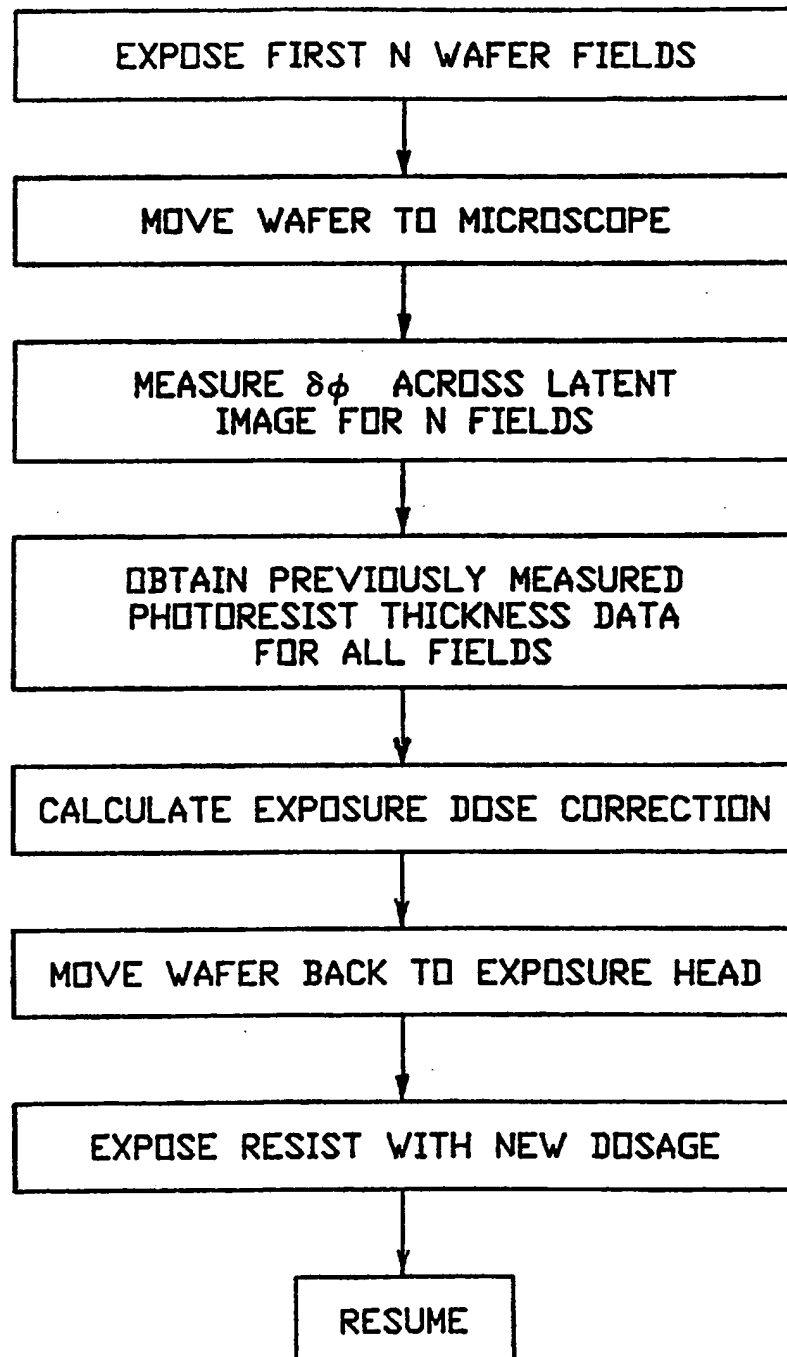 EXPOSE FIRST N WAFER FIELDS
MOVE WAFER TO MICROSCOPE
MEASURE δϕ ACROSS LATENT
IMAGE FOR N FIELDS
OBTAIN PREVIOUSLY MEASURED
PHOTORESIST THICKNESS DATA
FOR ALL FIELDS
CALCULATE EXPOSURE DOSE CORRECTION
MOVE WAFER BACK TO EXPOSURE HEAD
EXPOSE RESIST WITH NEW DOSAGE
RESUME